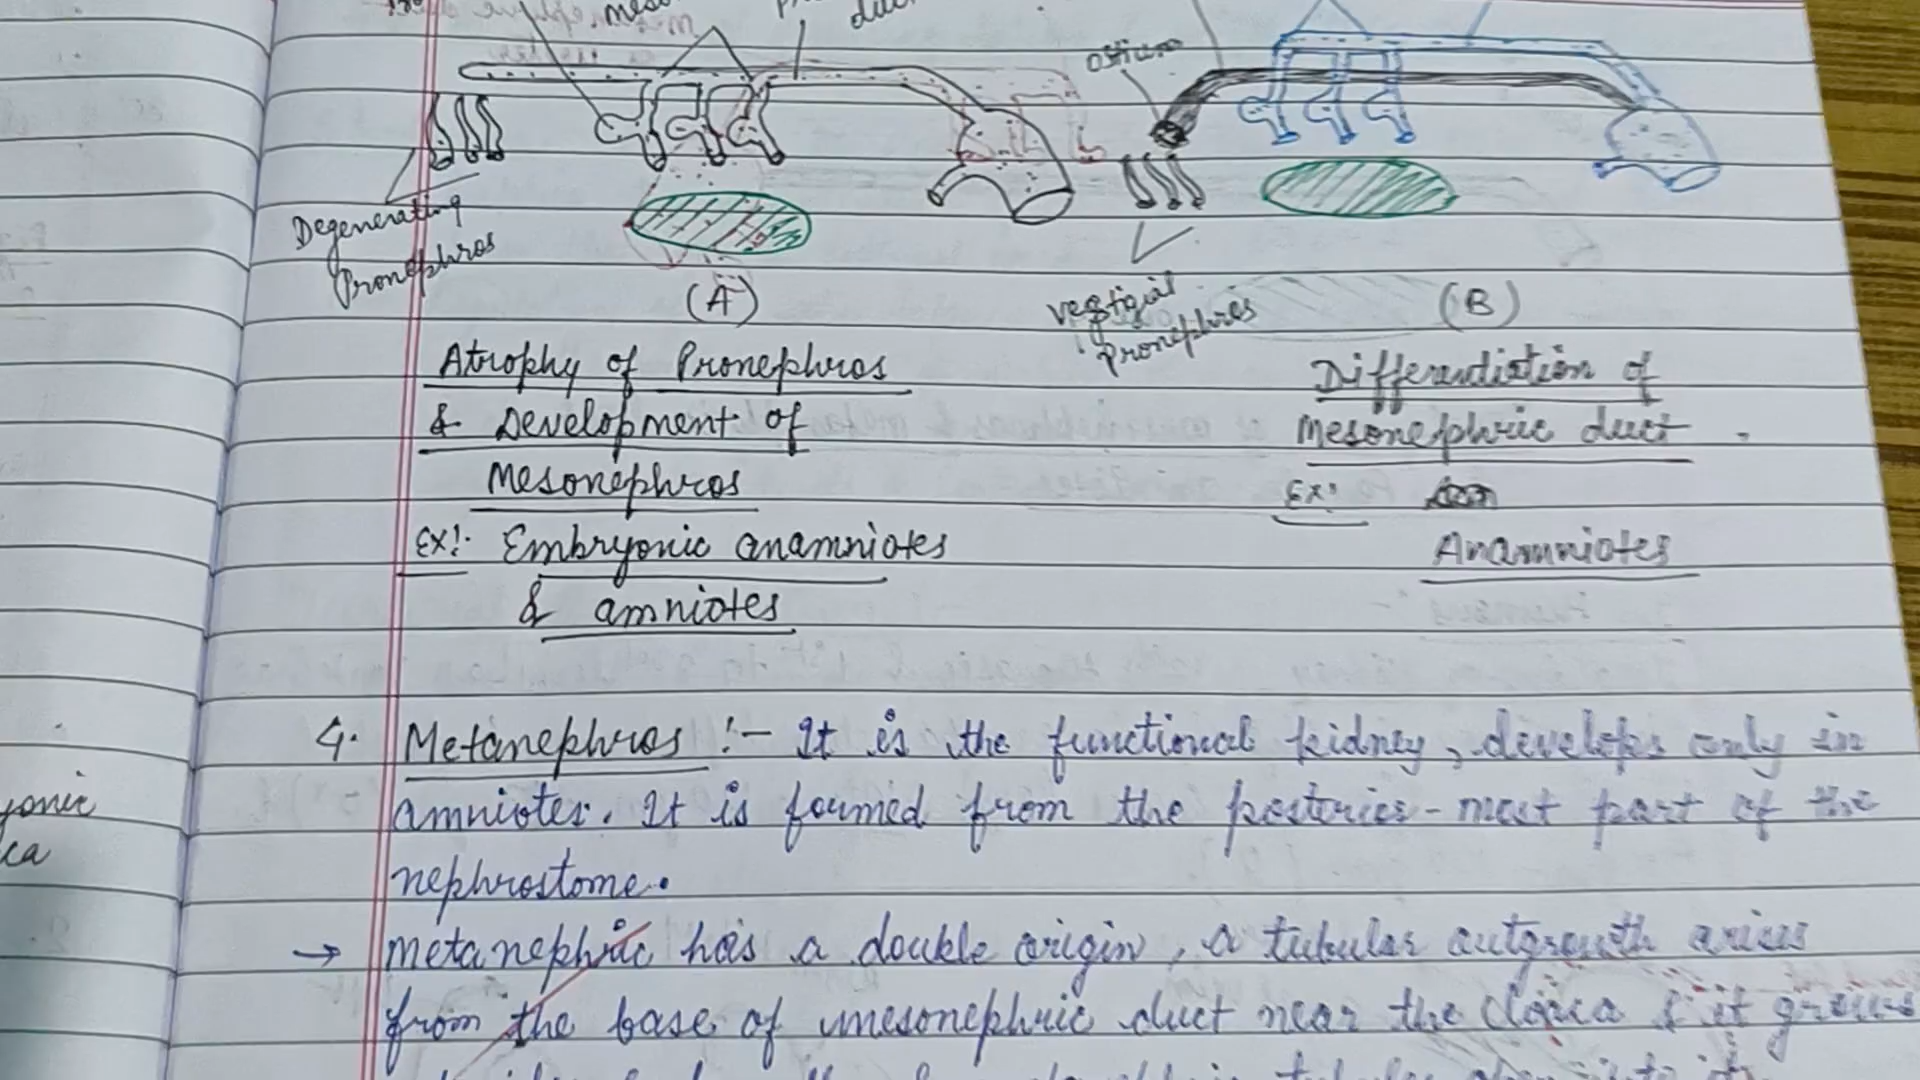 ostium
Degenerating
Pronephros
(A)
vestigial
Pronephros
(B)
Atrophy of Pronephros
& Development of
Mesonephros
Ex:- Embryonic anamniotes
& amniotes
Differentiation of
Mesonephric duct.
Ex:
Anamniotes
4. Metanephros :- It is the functional kidney, develops only in
amniotes. It is formed from the posterior-most part of the
nephrostome.
→ metanephric has a double origin, a tubular outgrowth arises
from the base of mesonephric duct near the cloaca & it grows